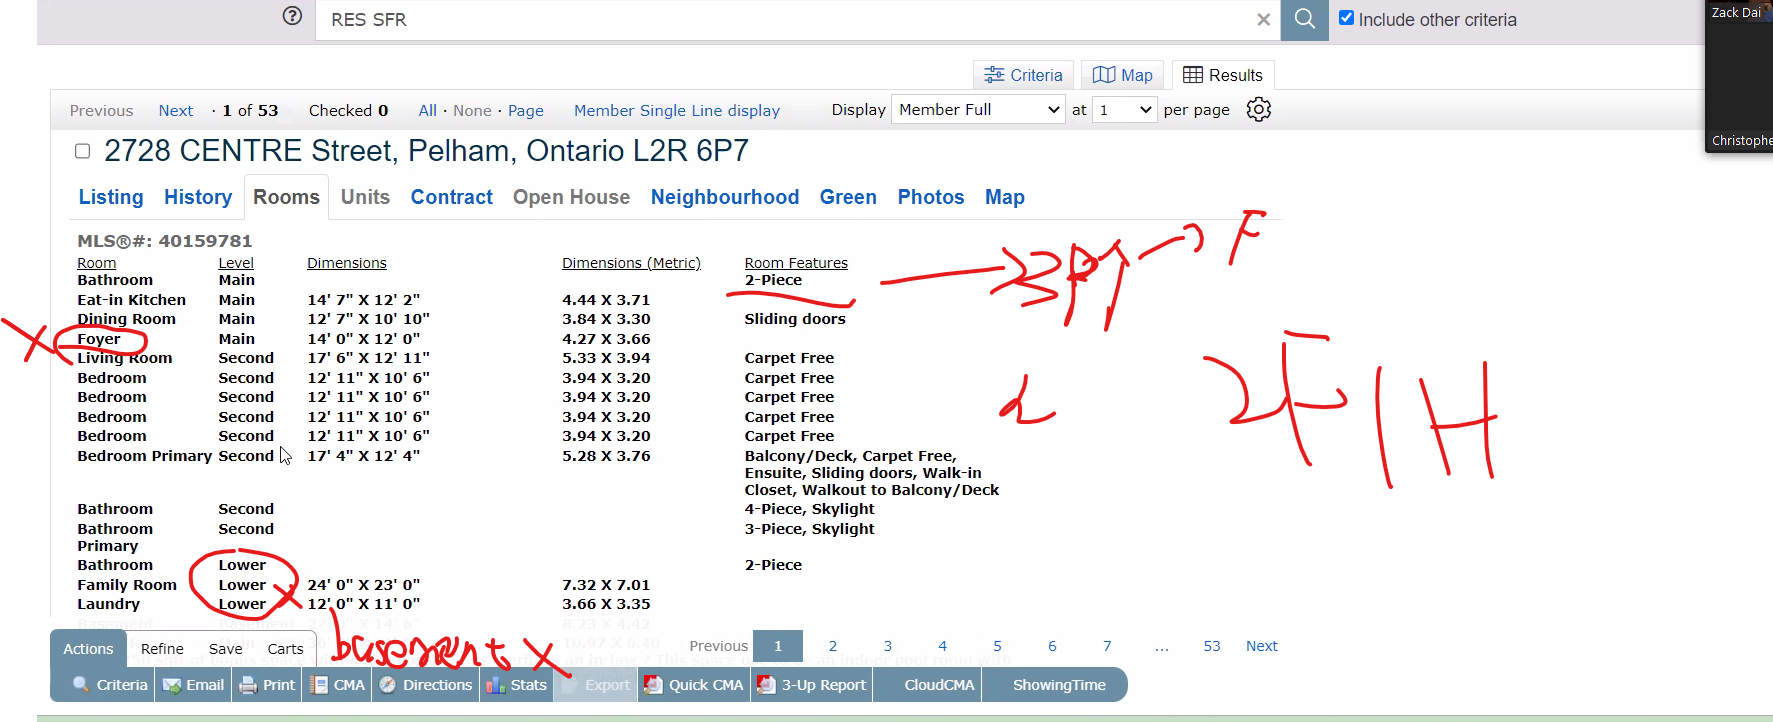 RES SFR
Include other criteria
Zack Dai
Christophe
Criteria Map Results
Previous Next · 1 of 53 Checked 0 All · None · Page Member Single Line display Display Member Full at 1 per page
2728 CENTRE Street, Pelham, Ontario L2R 6P7
Listing History Rooms Units Contract Open House Neighbourhood Green Photos Map
MLS®#: 40159781
Room Level Dimensions Dimensions (Metric) Room Features
Bathroom Main 2-Piece
Eat-in Kitchen Main 14' 7" X 12' 2" 4.44 X 3.71
Dining Room Main 12' 7" X 10' 10" 3.84 X 3.30 Sliding doors
Foyer Main 14' 0" X 12' 0" 4.27 X 3.66
Living Room Second 17' 6" X 12' 11" 5.33 X 3.94 Carpet Free
Bedroom Second 12' 11" X 10' 6" 3.94 X 3.20 Carpet Free
Bedroom Second 12' 11" X 10' 6" 3.94 X 3.20 Carpet Free
Bedroom Second 12' 11" X 10' 6" 3.94 X 3.20 Carpet Free
Bedroom Second 12' 11" X 10' 6" 3.94 X 3.20 Carpet Free
Bedroom Primary Second 17' 4" X 12' 4" 5.28 X 3.76 Balcony/Deck, Carpet Free,
Ensuite, Sliding doors, Walk-in
Closet, Walkout to Balcony/Deck
Bathroom Second 4-Piece, Skylight
Bathroom Second 3-Piece, Skylight
Primary
Bathroom Lower 2-Piece
Family Room Lower 24' 0" X 23' 0" 7.32 X 7.01
Laundry Lower 12' 0" X 11' 0" 3.66 X 3.35
F
2F 1H
basement X
Actions Refine Save Carts
Previous 1 2 3 4 5 6 7 ... 53 Next
Criteria Email Print CMA Directions Stats Export Quick CMA 3-Up Report CloudCMA ShowingTime